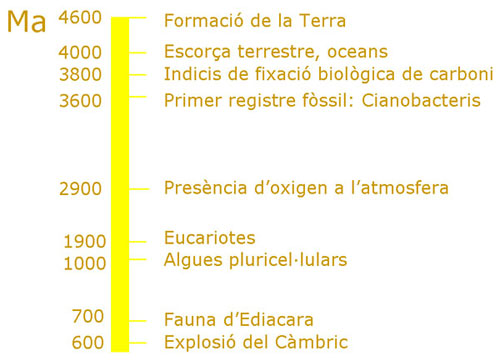 Ma
4600 Formació de la Terra
4000 Escorça terrestre, oceans
3800 Indicis de fixació biològica de carboni
3600 Primer registre fòssil: Cianobacteris
2900 Presència d’oxigen a l’atmosfera
1900 Eucariotes
1000 Algues pluricel·lulars
700 Fauna d’Ediacara
600 Explosió del Càmbric